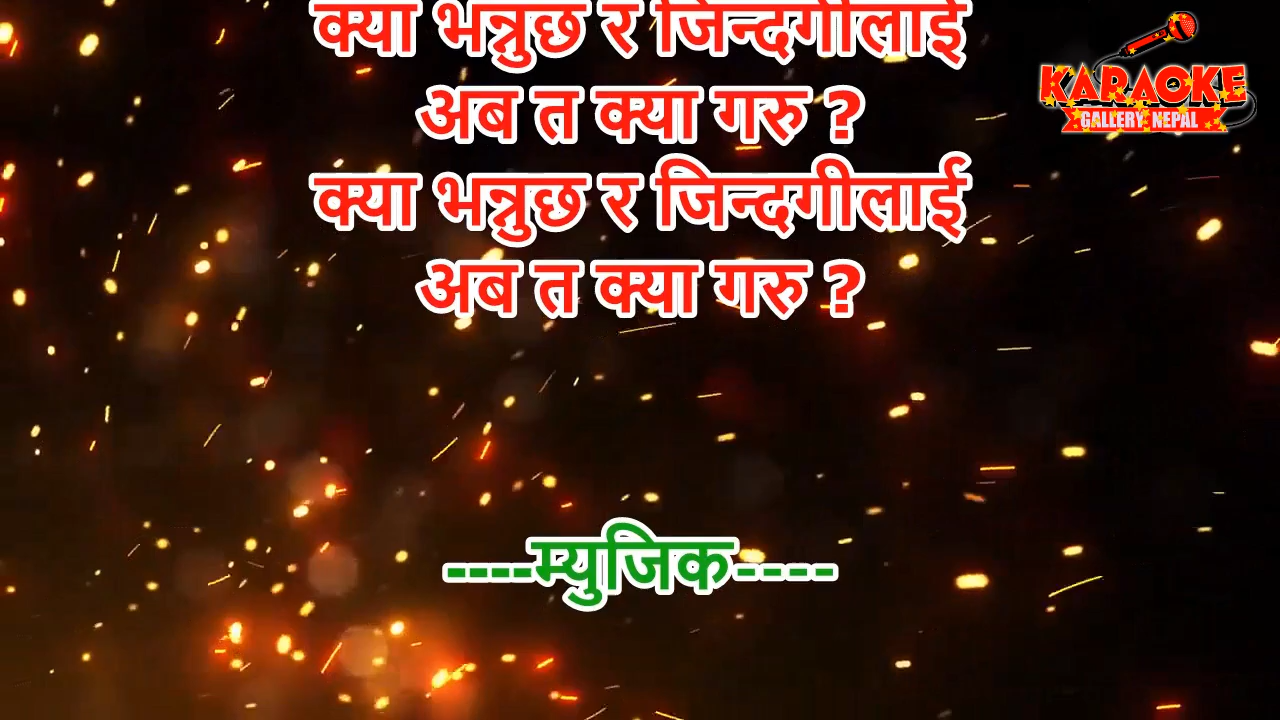 क्या भन्नुछ र जिन्दगीलाई
अब त क्या गरु ?
क्या भन्नुछ र जिन्दगीलाई
अब त क्या गरु ?
----म्युजिक----
KARAOKE
GALLERY NEPAL